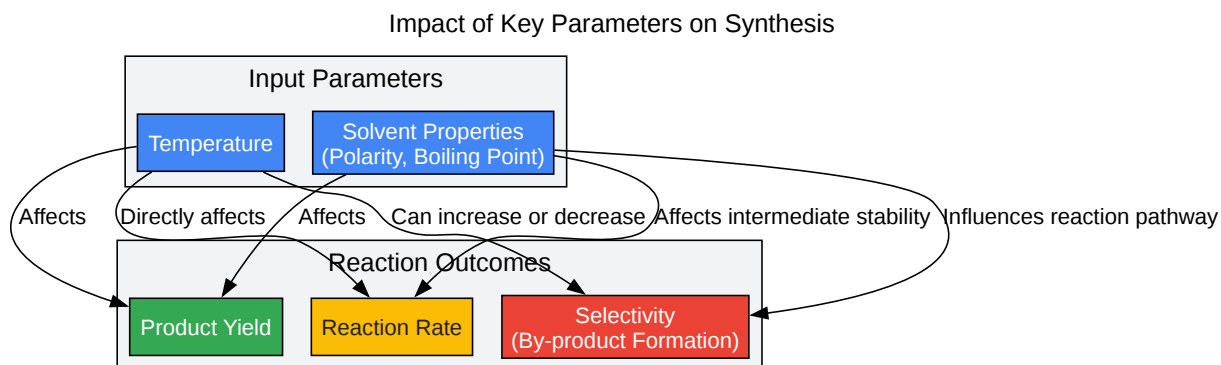 Impact of Key Parameters on Synthesis
Input Parameters
Temperature
Solvent Properties
(Polarity, Boiling Point)
Affects
Directly affects
Affects
Can increase or decrease
Affects intermediate stability
Influences reaction pathway
Reaction Outcomes
Product Yield
Reaction Rate
Selectivity
(By-product Formation)